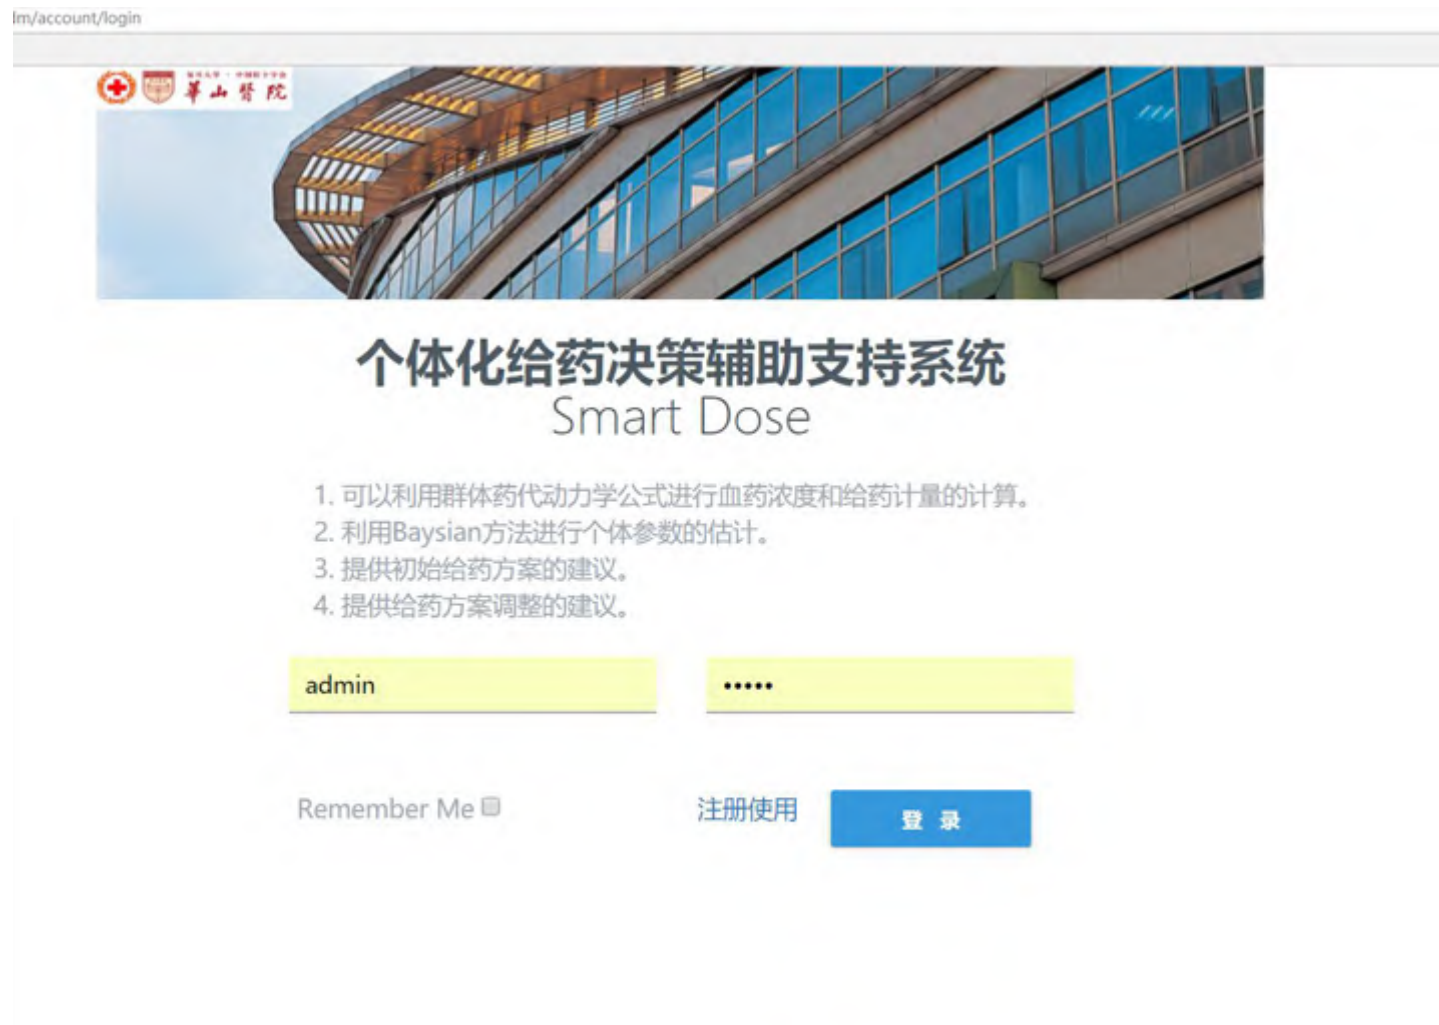 dm/account/login
華山醫院
个体化给药决策辅助支持系统
Smart Dose
1. 可以利用群体药代动力学公式进行血药浓度和给药计量的计算。
2. 利用Baysian方法进行个体参数的估计。
3. 提供初始给药方案的建议。
4. 提供给药方案调整的建议。
admin
•••••
Remember Me
注册使用
登 录